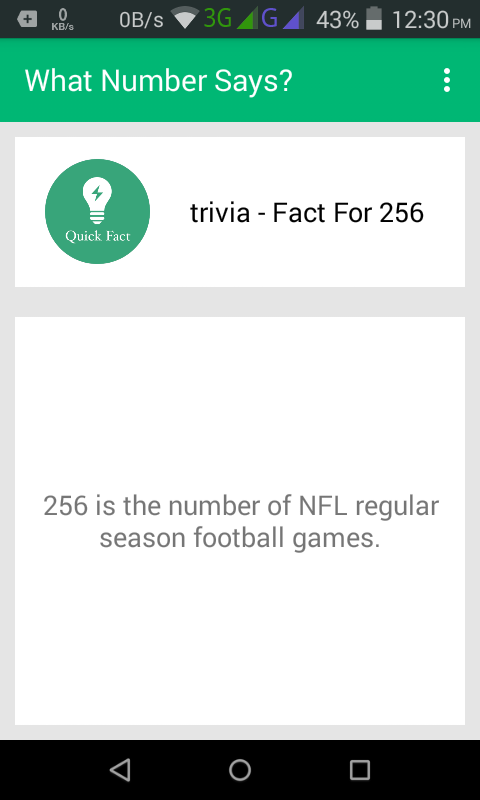 0 KB/s 0B/s 3G G 43% 12:30 PM
What Number Says?
Quick Fact
trivia - Fact For 256
256 is the number of NFL regular
season football games.